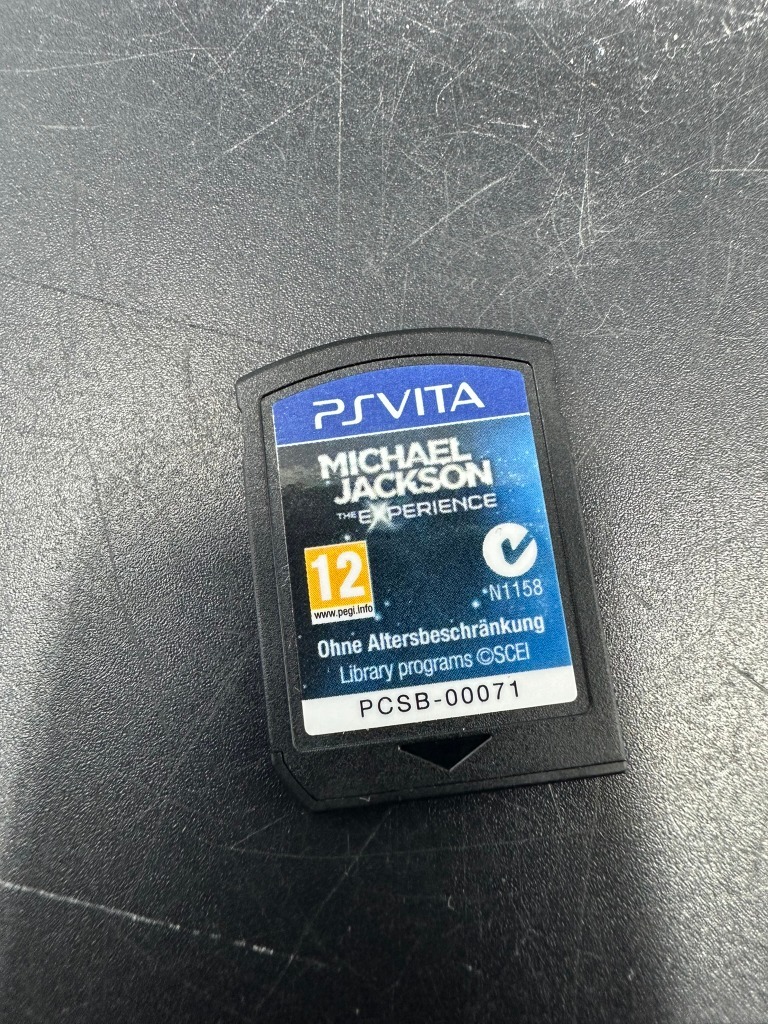 PSVITA
MICHAEL
JACKSON
THE EXPERIENCE
12
www.pegi.info
N1158
Ohne Altersbeschränkung
Library programs ©SCEI
PCSB-00071